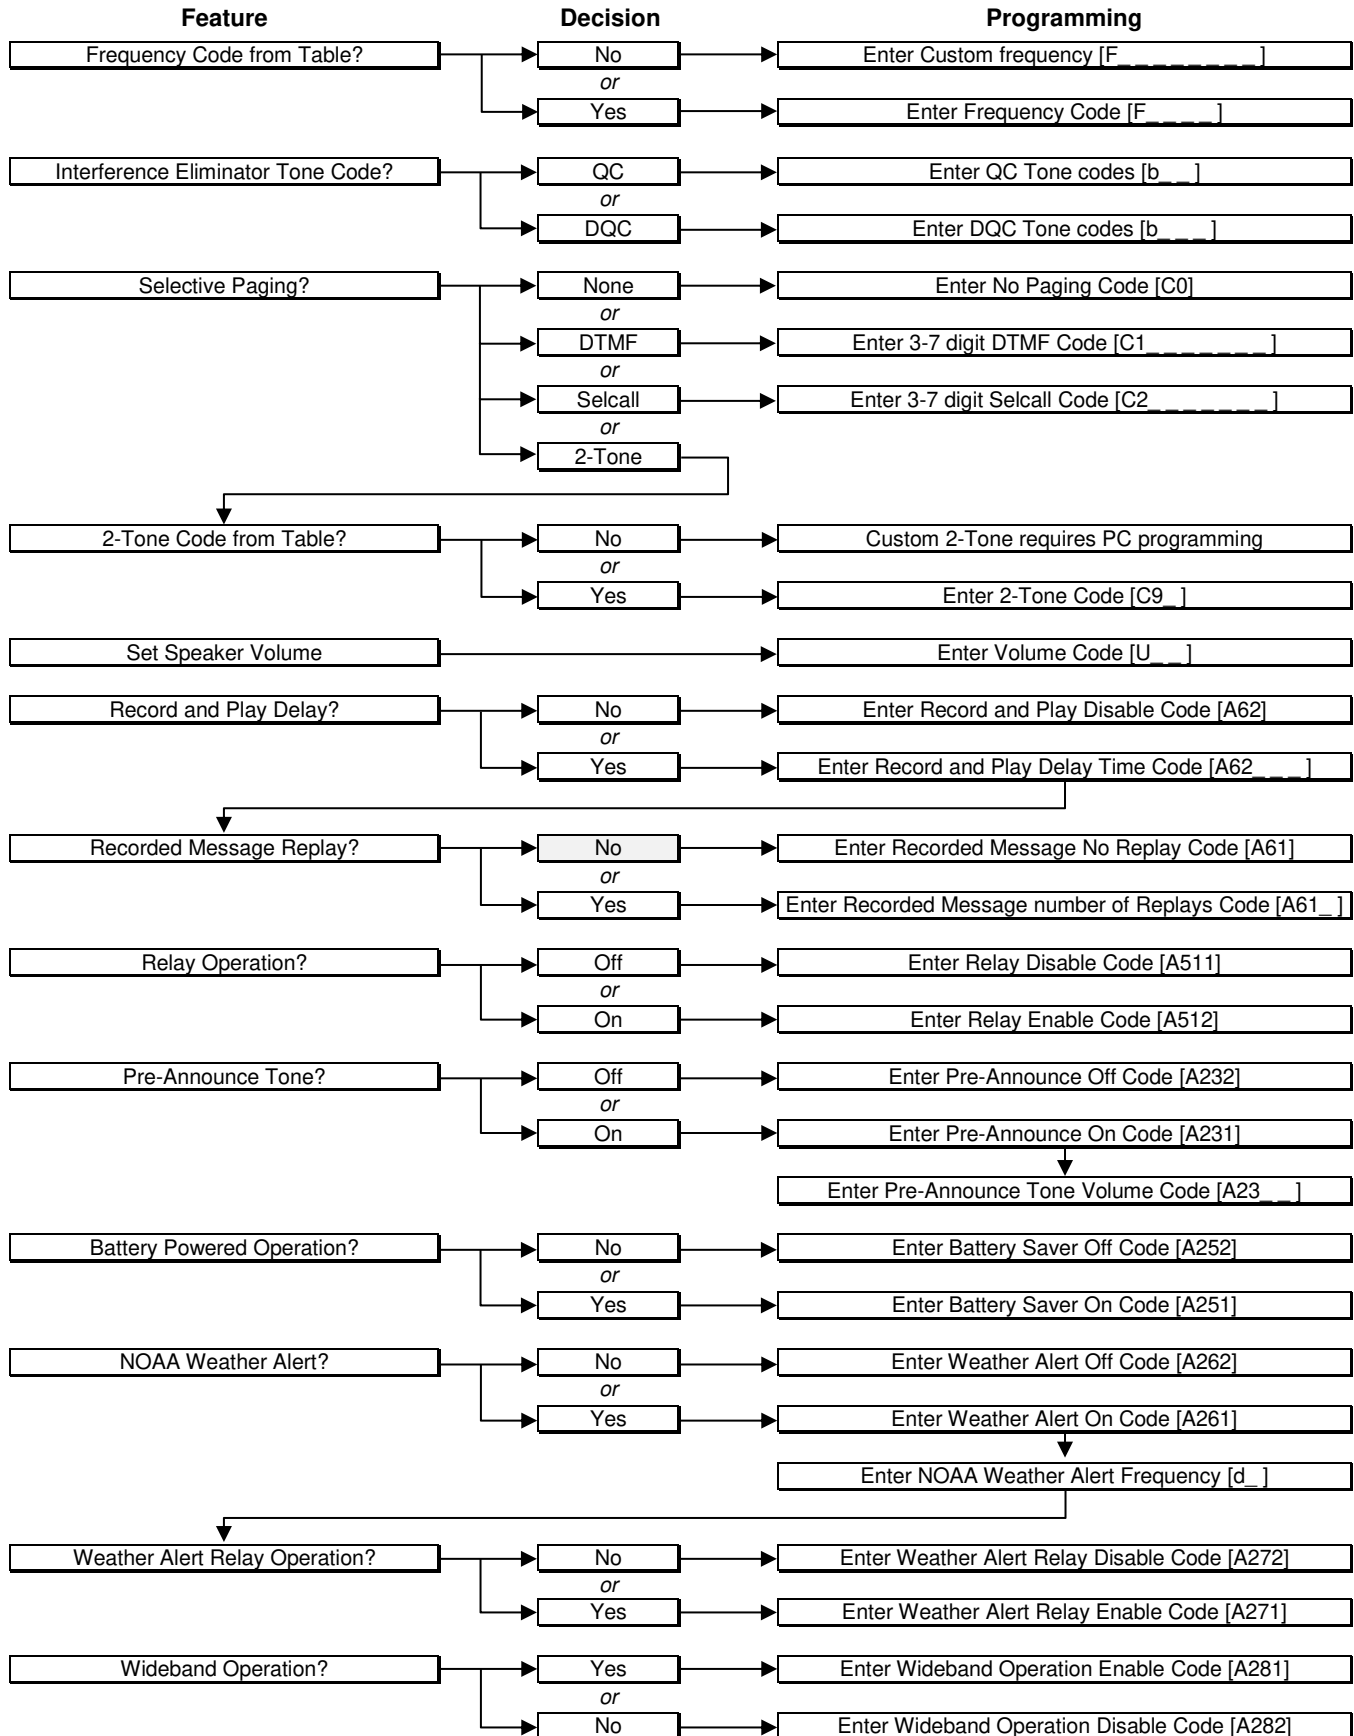 Feature Decision Programming
Frequency Code from Table? No Enter Custom frequency [F_ _ _ _ _ _ _ _ ]
or
Yes Enter Frequency Code [F_ _ _ _ ]
Interference Eliminator Tone Code? QC Enter QC Tone codes [b_ _ ]
or
DQC Enter DQC Tone codes [b_ _ _ ]
Selective Paging? None Enter No Paging Code [C0]
or
DTMF Enter 3-7 digit DTMF Code [C1_ _ _ _ _ _ _ ]
or
Selcall Enter 3-7 digit Selcall Code [C2_ _ _ _ _ _ _ ]
or
2-Tone
2-Tone Code from Table? No Custom 2-Tone requires PC programming
or
Yes Enter 2-Tone Code [C9_ ]
Set Speaker Volume Enter Volume Code [U_ _ ]
Record and Play Delay? No Enter Record and Play Disable Code [A62]
or
Yes Enter Record and Play Delay Time Code [A62_ _ _ ]
Recorded Message Replay? No Enter Recorded Message No Replay Code [A61]
or
Yes Enter Recorded Message number of Replays Code [A61_ ]
Relay Operation? Off Enter Relay Disable Code [A511]
or
On Enter Relay Enable Code [A512]
Pre-Announce Tone? Off Enter Pre-Announce Off Code [A232]
or
On Enter Pre-Announce On Code [A231]
Enter Pre-Announce Tone Volume Code [A23_ _ ]
Battery Powered Operation? No Enter Battery Saver Off Code [A252]
or
Yes Enter Battery Saver On Code [A251]
NOAA Weather Alert? No Enter Weather Alert Off Code [A262]
or
Yes Enter Weather Alert On Code [A261]
Enter NOAA Weather Alert Frequency [d_ ]
Weather Alert Relay Operation? No Enter Weather Alert Relay Disable Code [A272]
or
Yes Enter Weather Alert Relay Enable Code [A271]
Wideband Operation? Yes Enter Wideband Operation Enable Code [A281]
or
No Enter Wideband Operation Disable Code [A282]